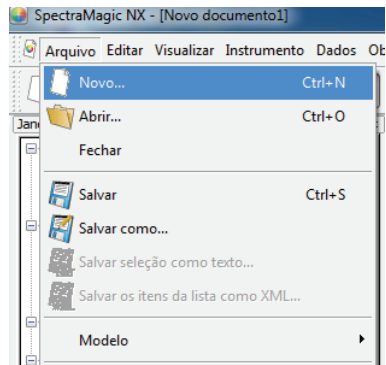 SpectraMagic NX - [Novo documento1]
Arquivo Editar Visualizar Instrumento Dados
Novo... Ctrl+N
Abrir... Ctrl+O
Fechar
Salvar Ctrl+S
Salvar como...
Salvar seleção como texto...
Salvar os itens da lista como XML...
Modelo